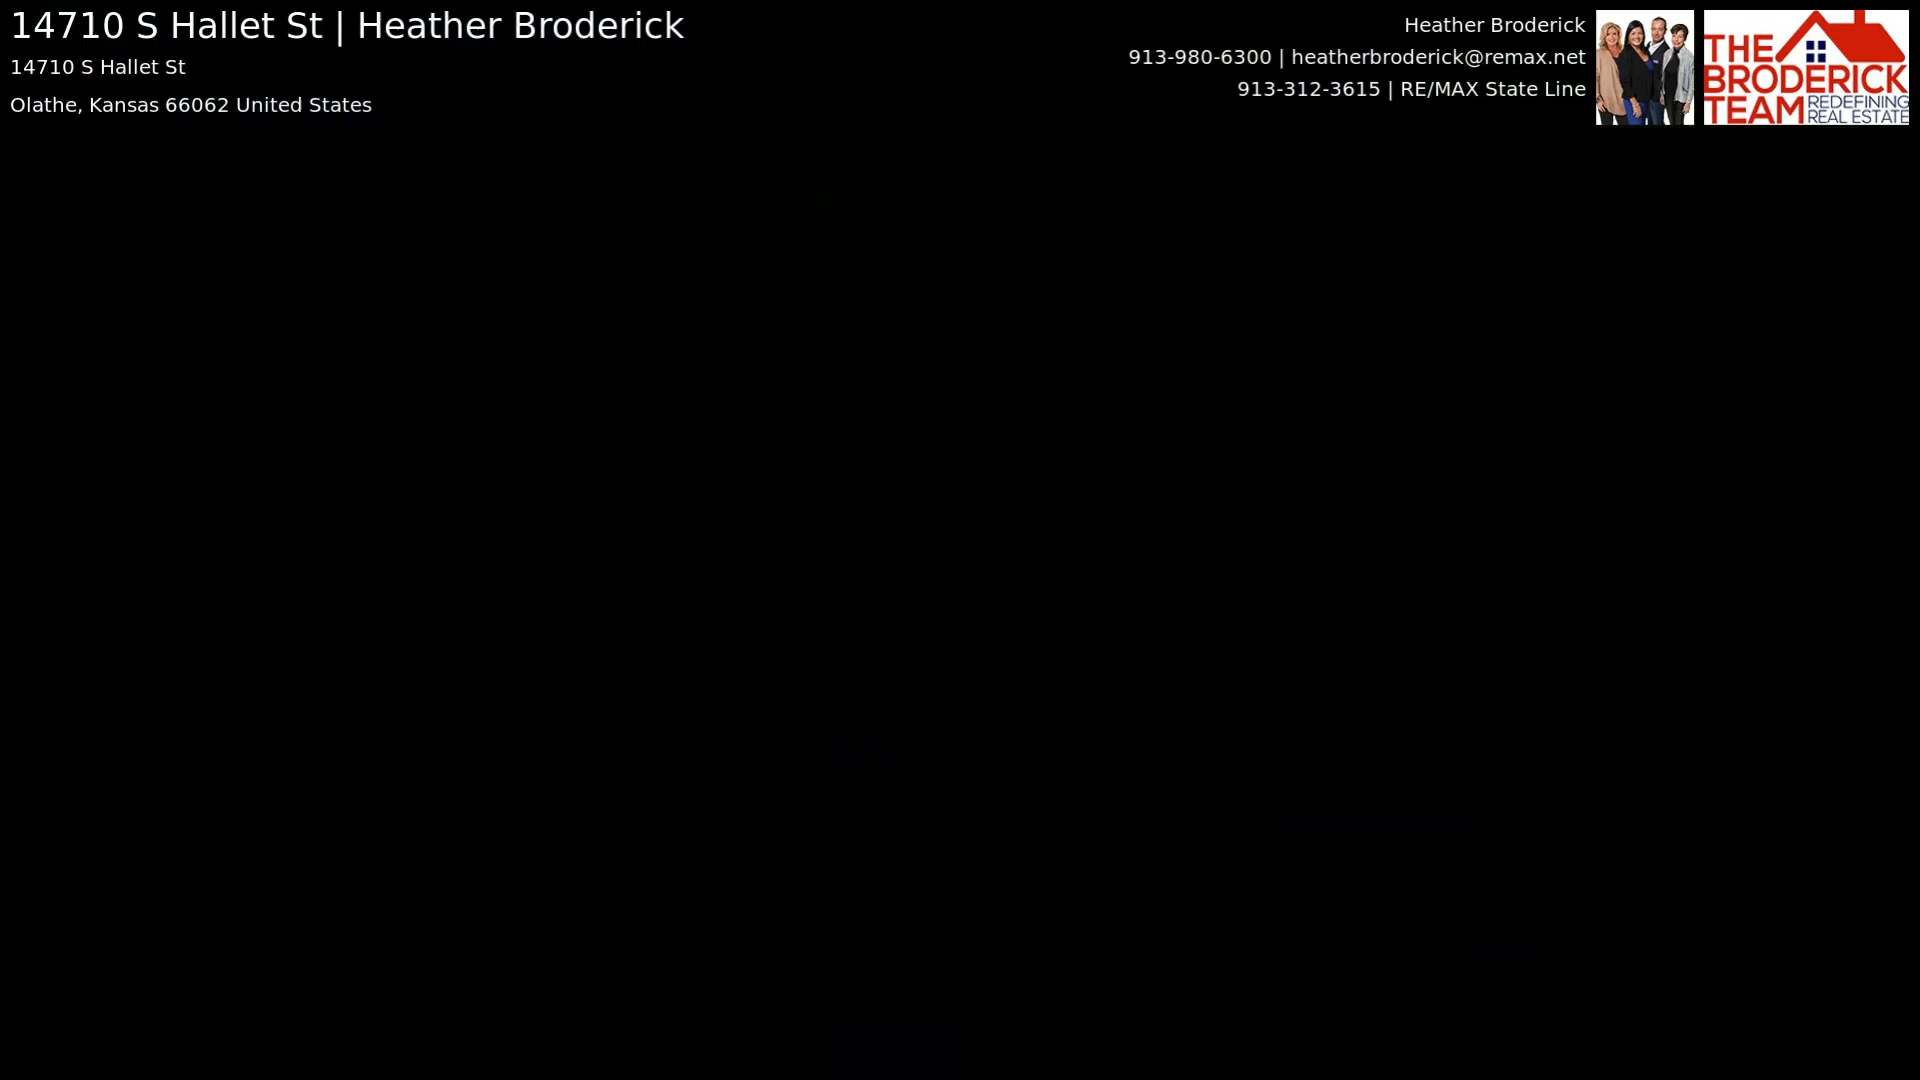 14710 S Hallet St | Heather Broderick
14710 S Hallet St
Olathe, Kansas 66062 United States
Heather Broderick
913-980-6300 | heatherbroderick@remax.net
913-312-3615 | RE/MAX State Line
THE
BRODERICK
TEAM REDEFINING
REAL ESTATE